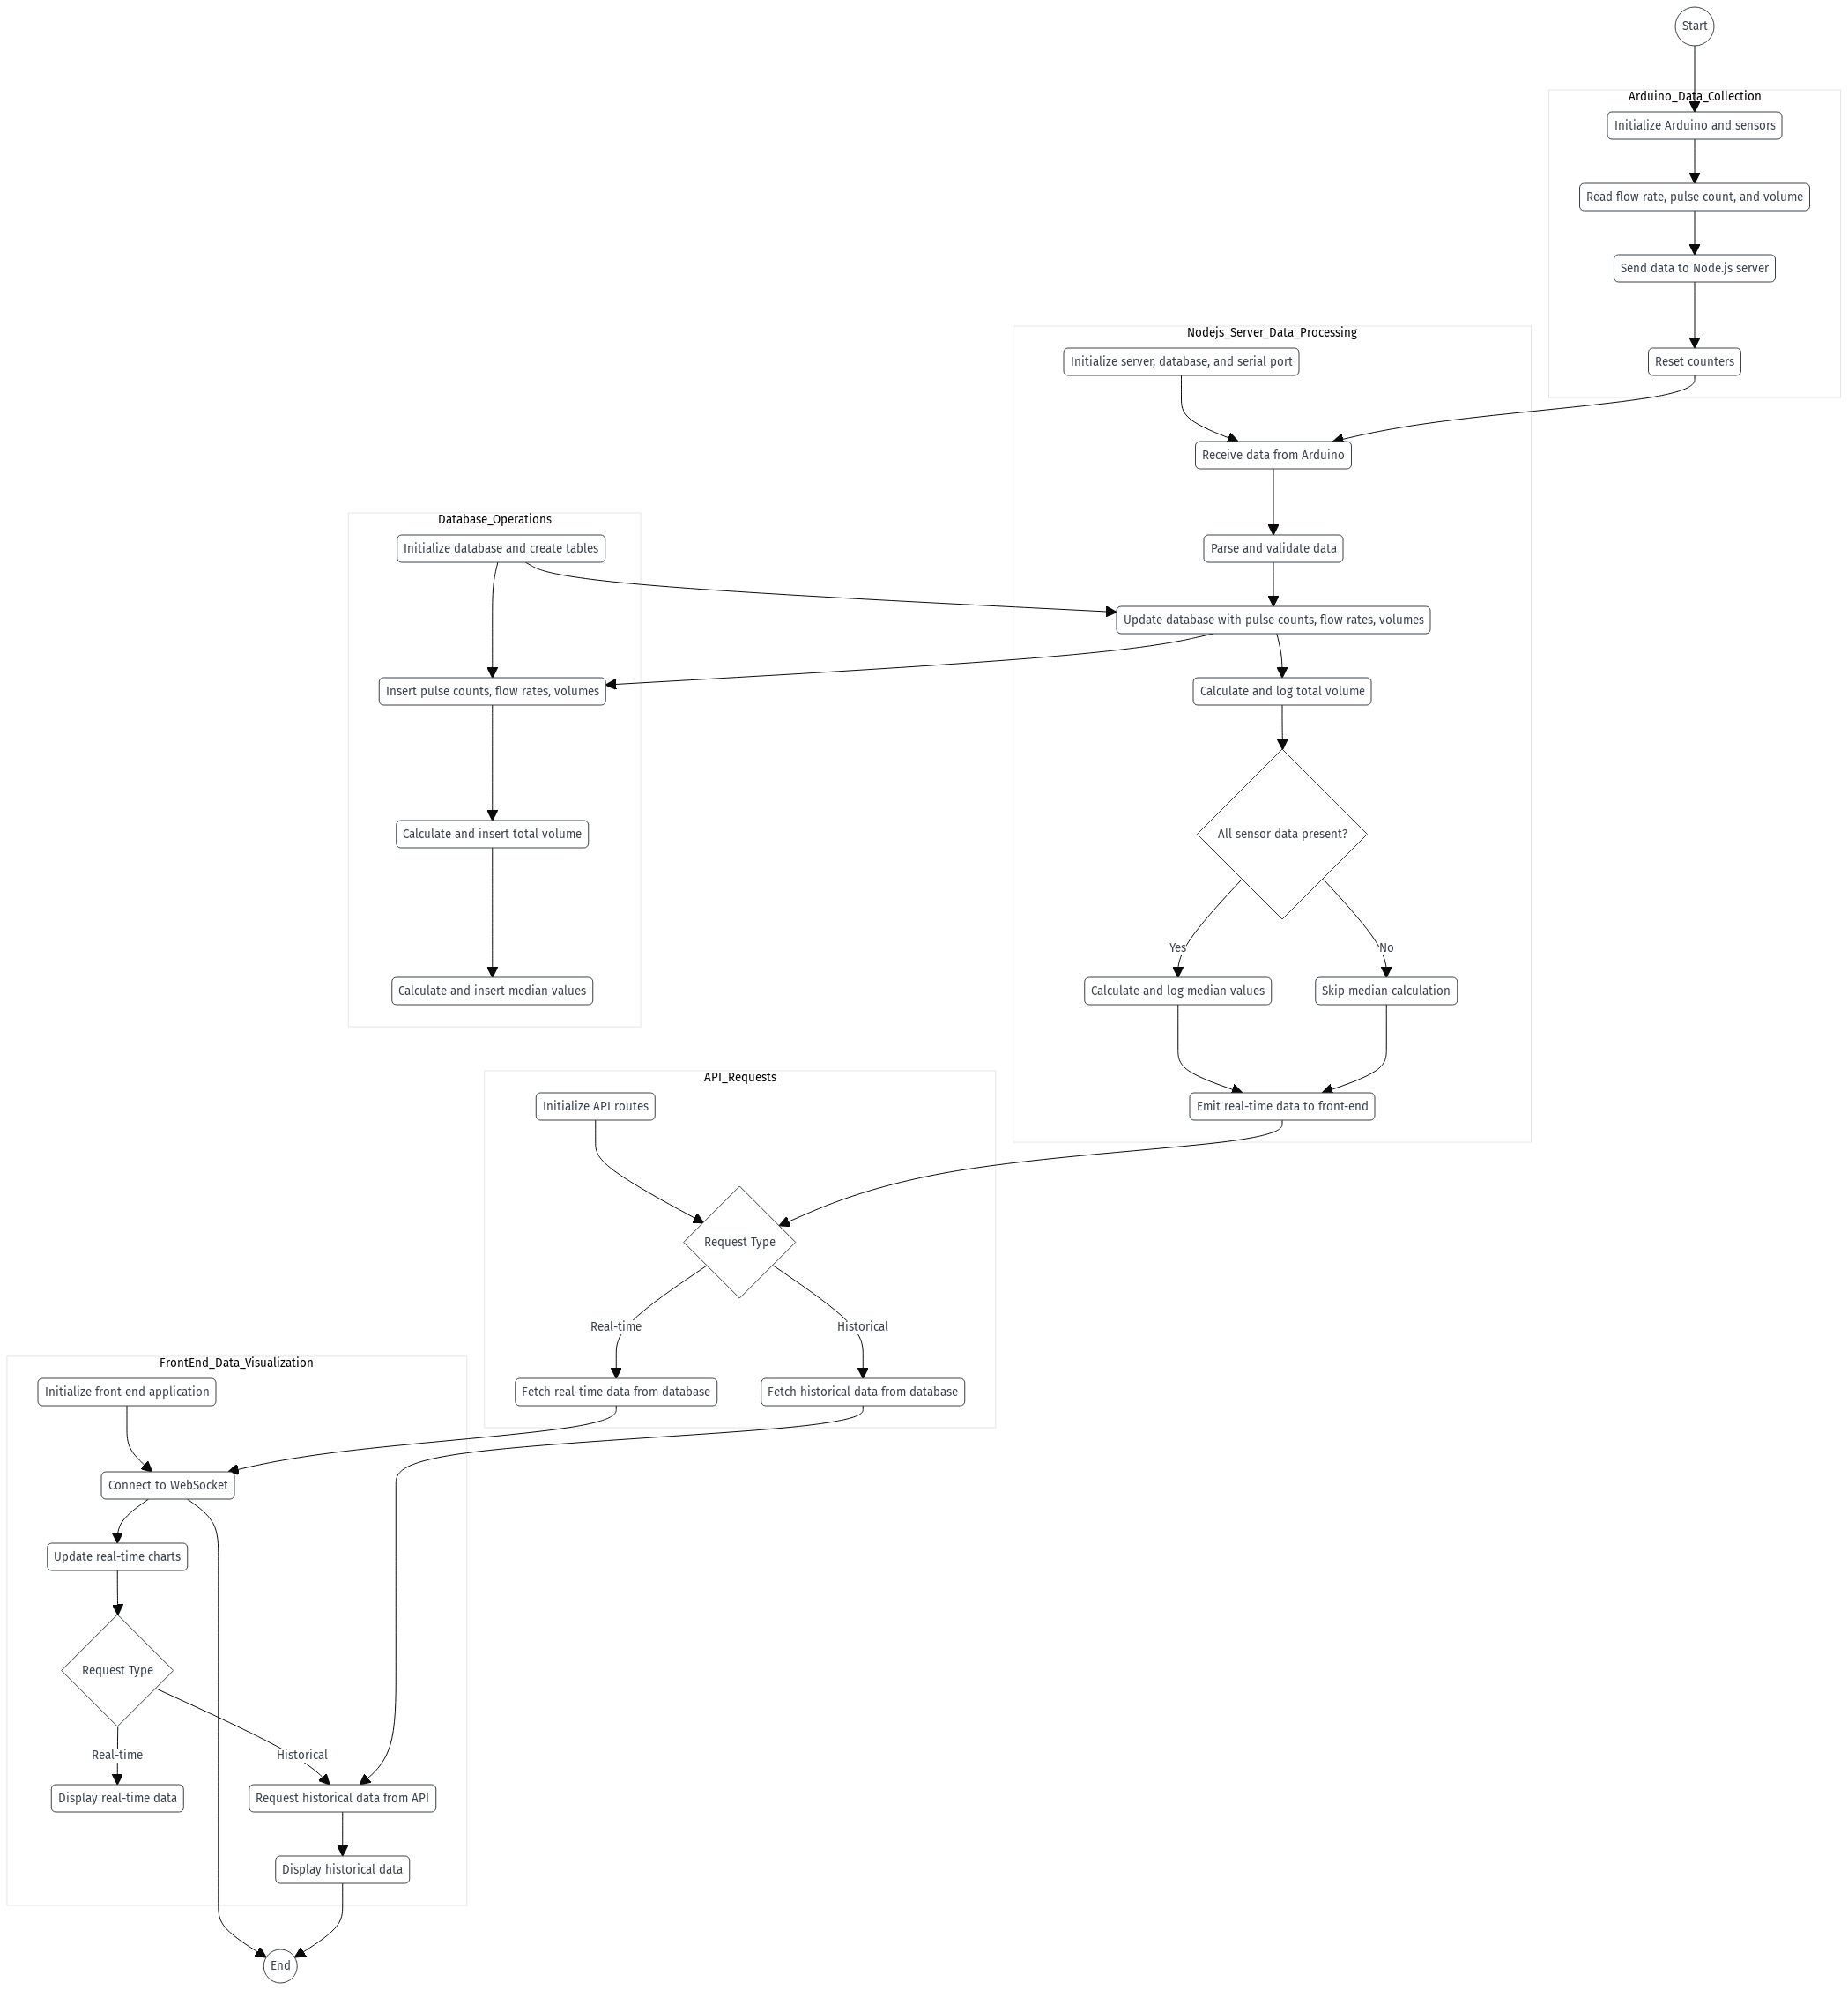 Start
Arduino_Data_Collection
Initialize Arduino and sensors
Read flow rate, pulse count, and volume
Send data to Node.js server
Reset counters
Nodejs_Server_Data_Processing
Initialize server, database, and serial port
Receive data from Arduino
Parse and validate data
Update database with pulse counts, flow rates, volumes
Calculate and log total volume
All sensor data present?
Yes
No
Calculate and log median values
Skip median calculation
Emit real-time data to front-end
Database_Operations
Initialize database and create tables
Insert pulse counts, flow rates, volumes
Calculate and insert total volume
Calculate and insert median values
API_Requests
Initialize API routes
Request Type
Real-time
Historical
Fetch real-time data from database
Fetch historical data from database
FrontEnd_Data_Visualization
Initialize front-end application
Connect to WebSocket
Update real-time charts
Request Type
Real-time
Historical
Display real-time data
Request historical data from API
Display historical data
End